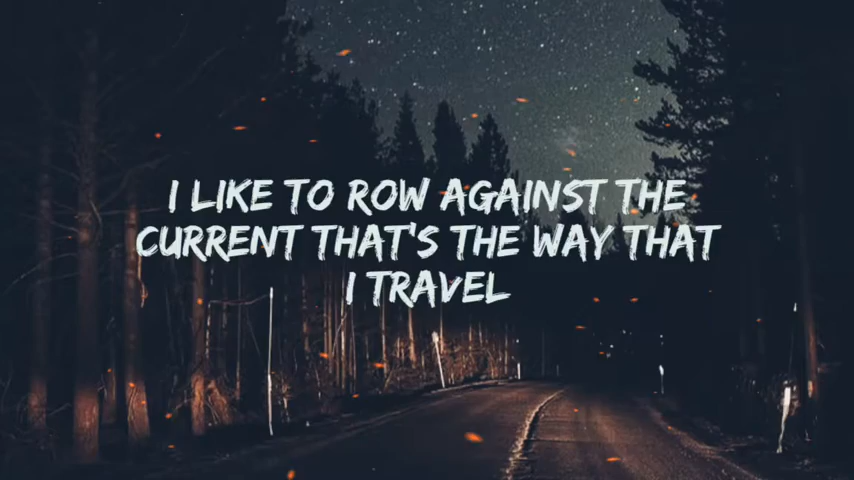 I LIKE TO ROW AGAINST THE
CURRENT THAT'S THE WAY THAT
I TRAVEL